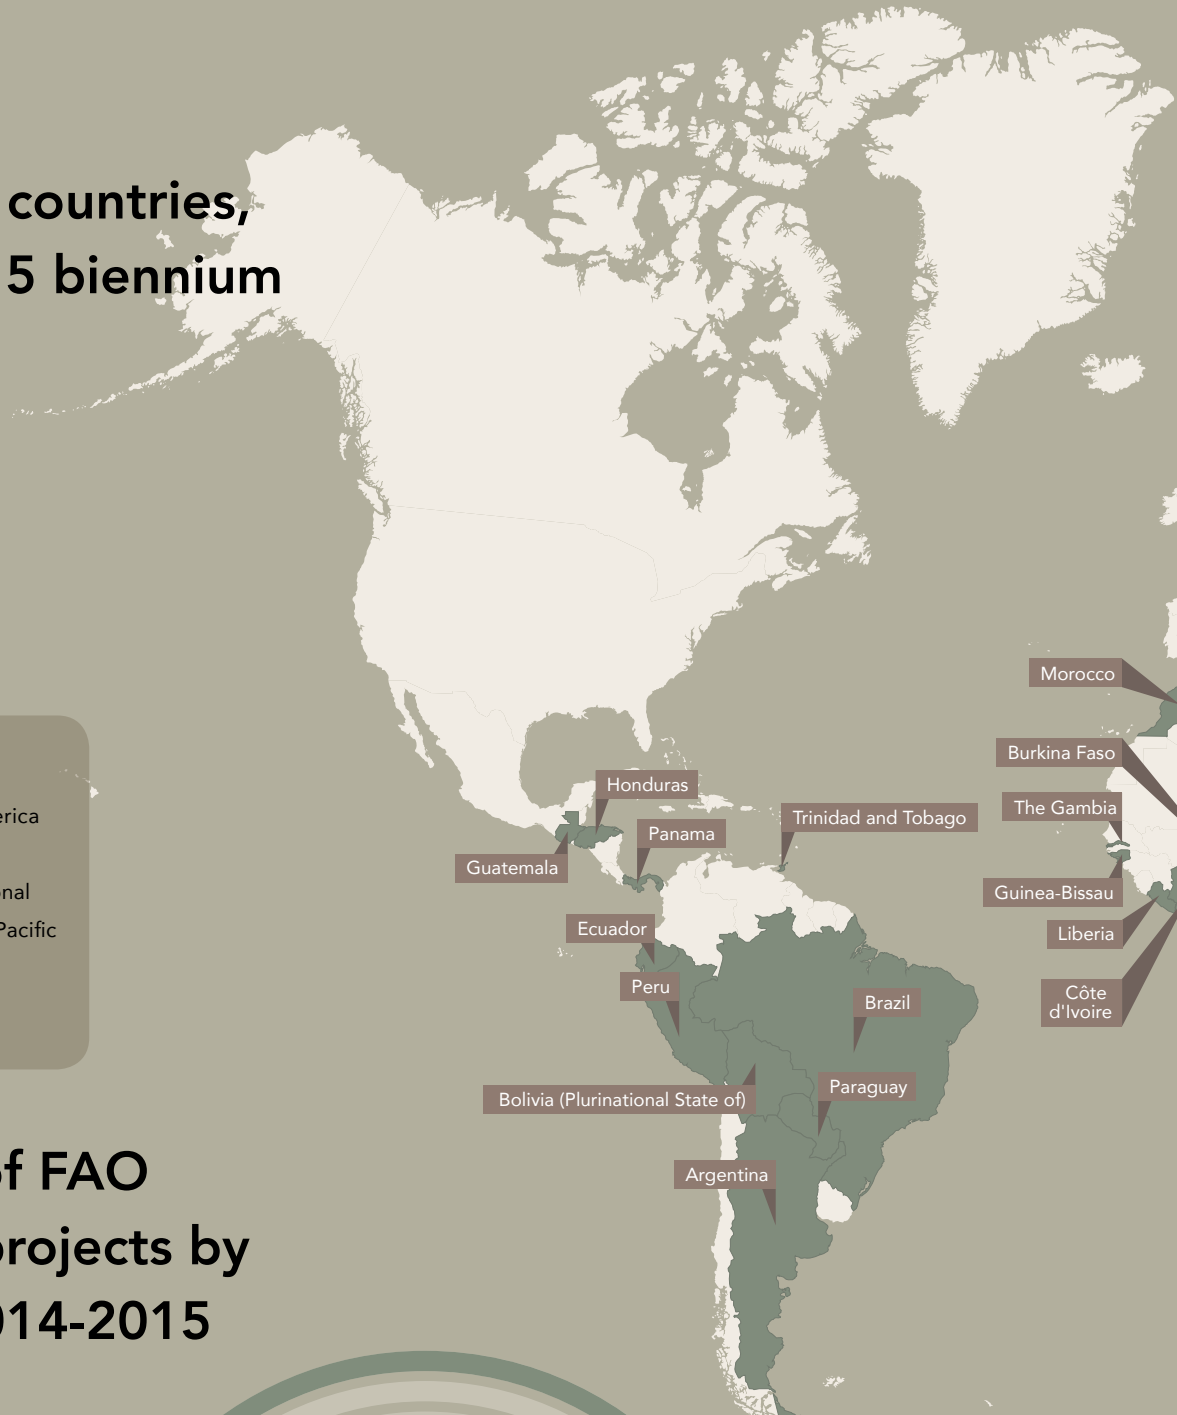 countries,
5 biennium
Morocco
Burkina Faso
Honduras
The Gambia
Trinidad and Tobago
Panama
Guatemala
Guinea-Bissau
Ecuador
Liberia
Peru
Brazil
Côte
d'Ivoire
Paraguay
Bolivia (Plurinational State of)
Argentina
erica
onal
Pacific
of FAO
projects by
014-2015